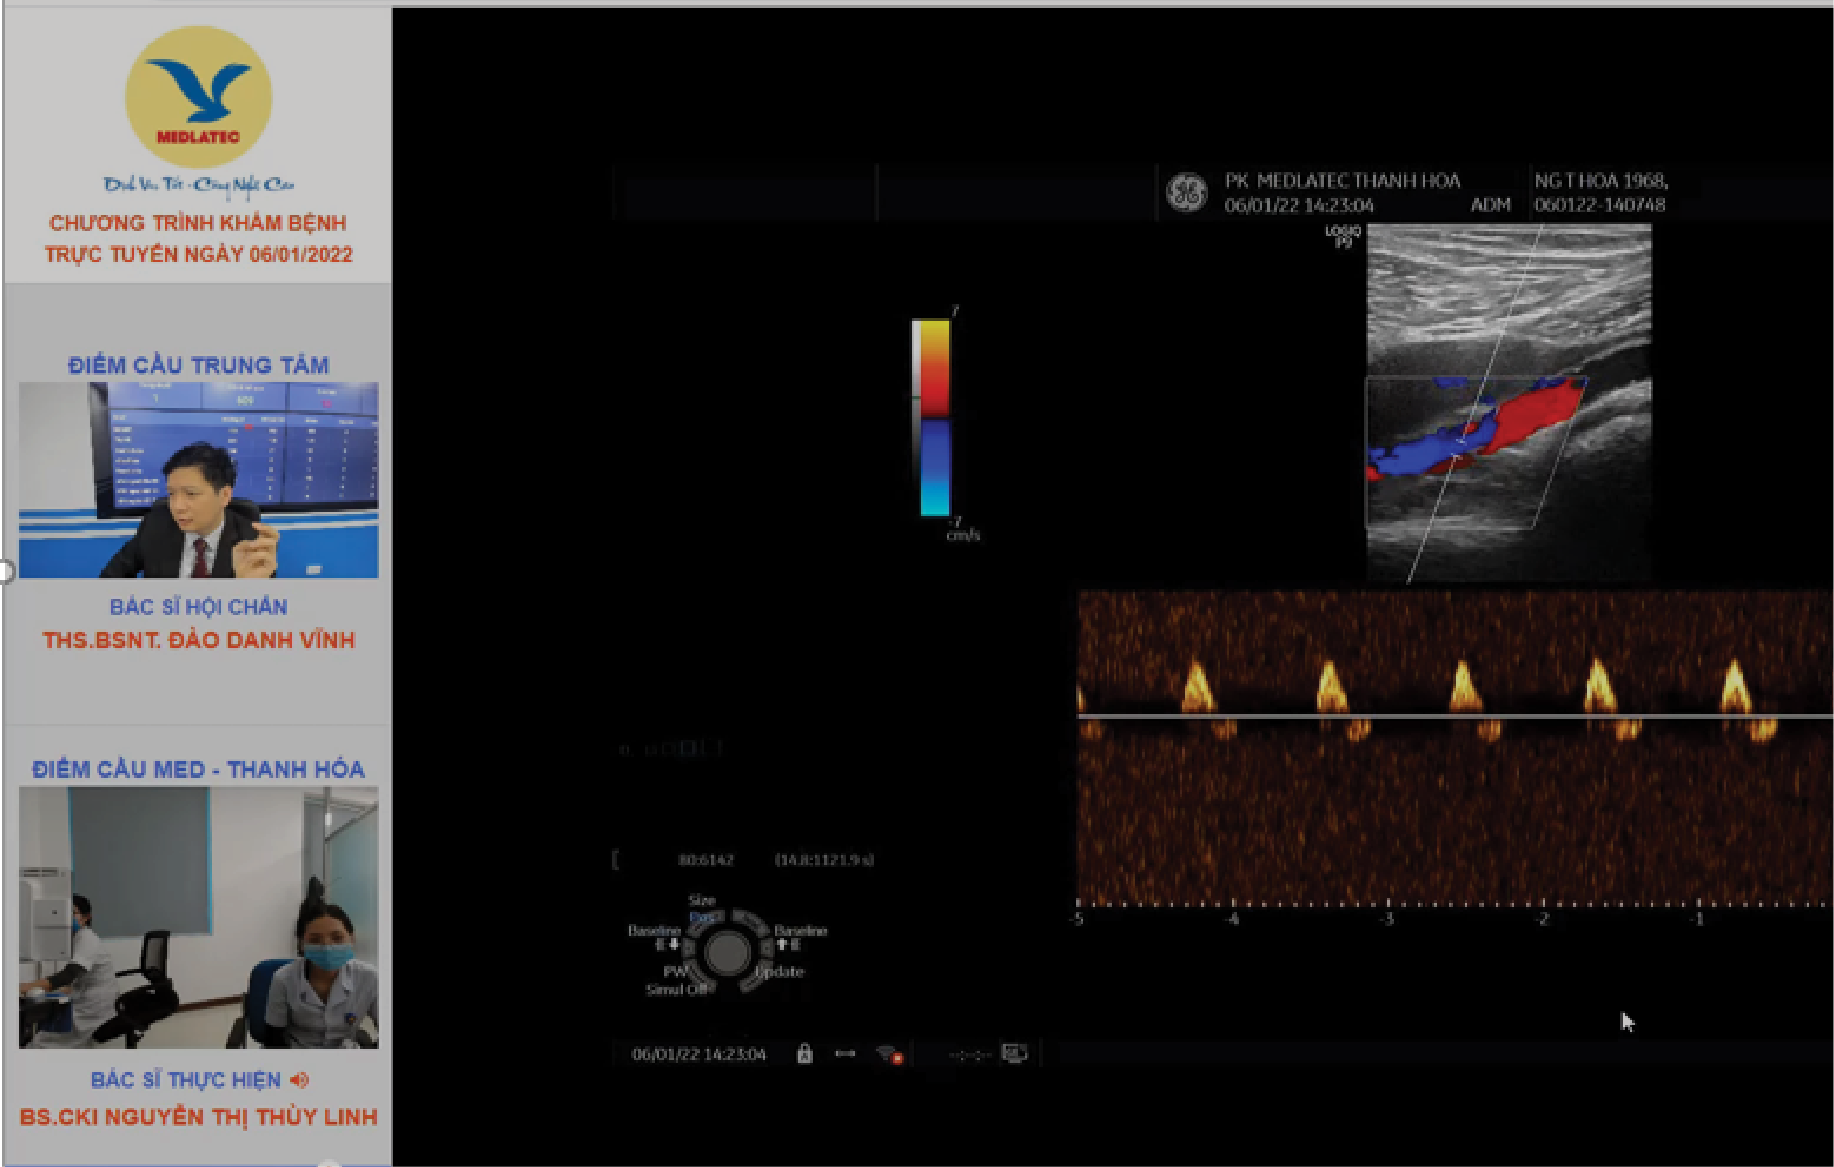 MEDLATEC
Dịch Vụ Tốt - Công Nghệ Cao
CHƯƠNG TRÌNH KHÁM BỆNH
TRỰC TUYẾN NGÀY 06/01/2022
ĐIỂM CẦU TRUNG TÂM
BÁC SĨ HỘI CHẨN
THS.BSNT. ĐÀO DANH VĨNH
ĐIỂM CẦU MED - THANH HÓA
BÁC SĨ THỰC HIỆN
BS.CKI NGUYỄN THỊ THÙY LINH
PK MEDLATEC THANH HOA
06/01/22 14:23:04 ADM
NG T HOA 1968,
060122-140748
LOGIQ
P9
7
-7
cm/s
-5 -4 -3 -2 -1
80:6142 (14.8:1121.9 s)
Size
Baseline Baseline
PW Update
Simul Off
06/01/22 14:23:04